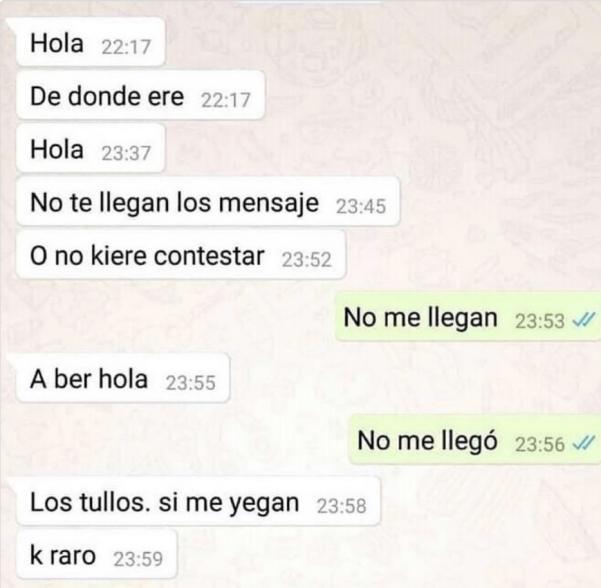 Hola 22:17
De donde ere 22:17
Hola 23:37
No te llegan los mensaje 23:45
O no kiere contestar 23:52
No me llegan 23:53
A ber hola 23:55
No me llegó 23:56
Los tullos. si me yegan 23:58
k raro 23:59